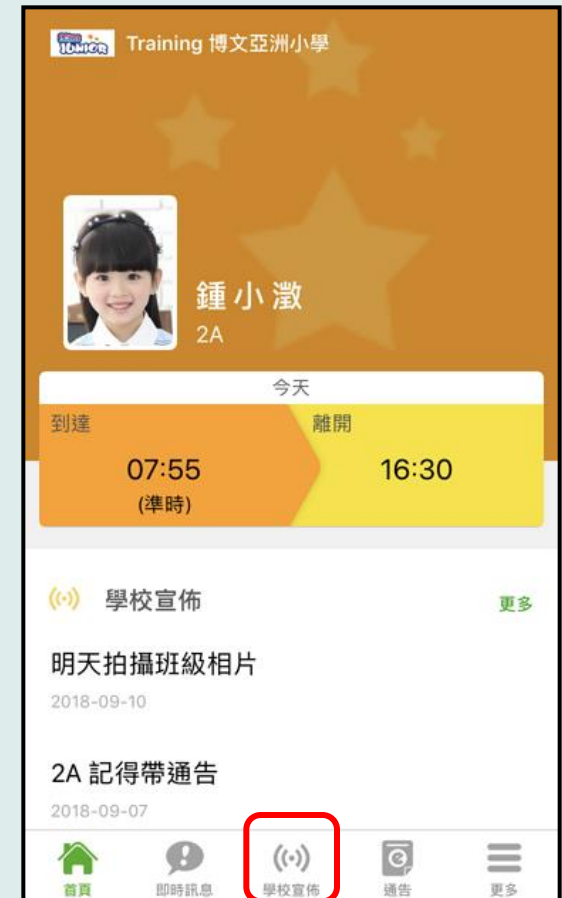 JUNIOR
Training 博文亞洲小學
鍾小澂
2A
今天
到達
離開
07:55
16:30
(準時)
學校宣佈
更多
明天拍攝班級相片
2018-09-10
2A 記得帶通告
2018-09-07
首頁
即時訊息
學校宣佈
通告
更多